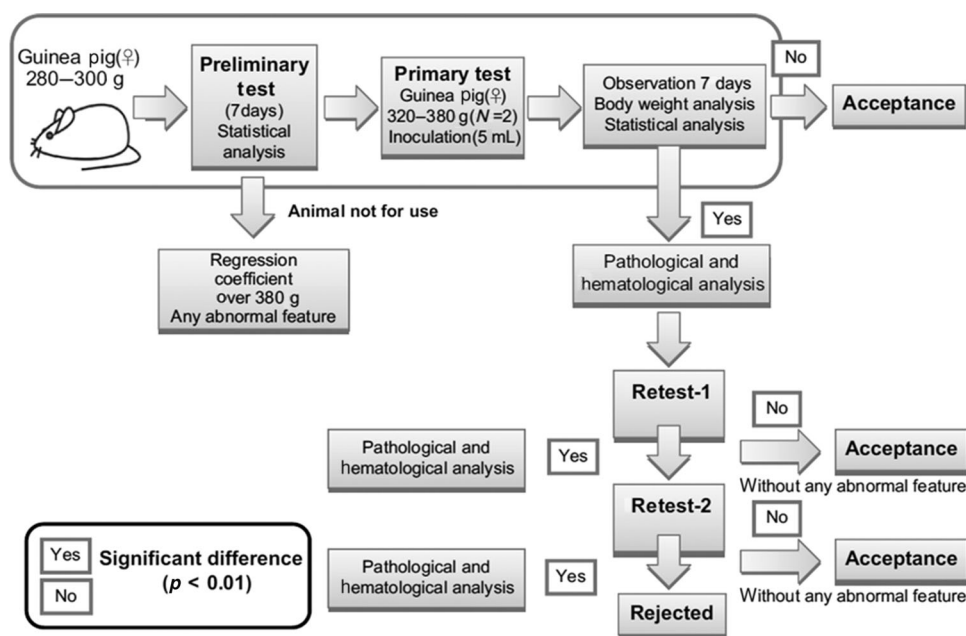 Guinea pig(♀)
280–300 g
Preliminary
test
(7days)
Statistical
analysis
Primary test
Guinea pig(♀)
320–380 g(N =2)
Inoculation(5 mL)
Observation 7 days
Body weight analysis
Statistical analysis
No
Acceptance
Animal not for use
Yes
Regression
coefficient
over 380 g
Any abnormal feature
Pathological and
hematological analysis
Retest-1
No
Acceptance
Without any abnormal feature
Pathological and
hematological analysis
Yes
Retest-2
No
Acceptance
Without any abnormal feature
Pathological and
hematological analysis
Yes
Rejected
Yes
No
Significant difference
(p < 0.01)